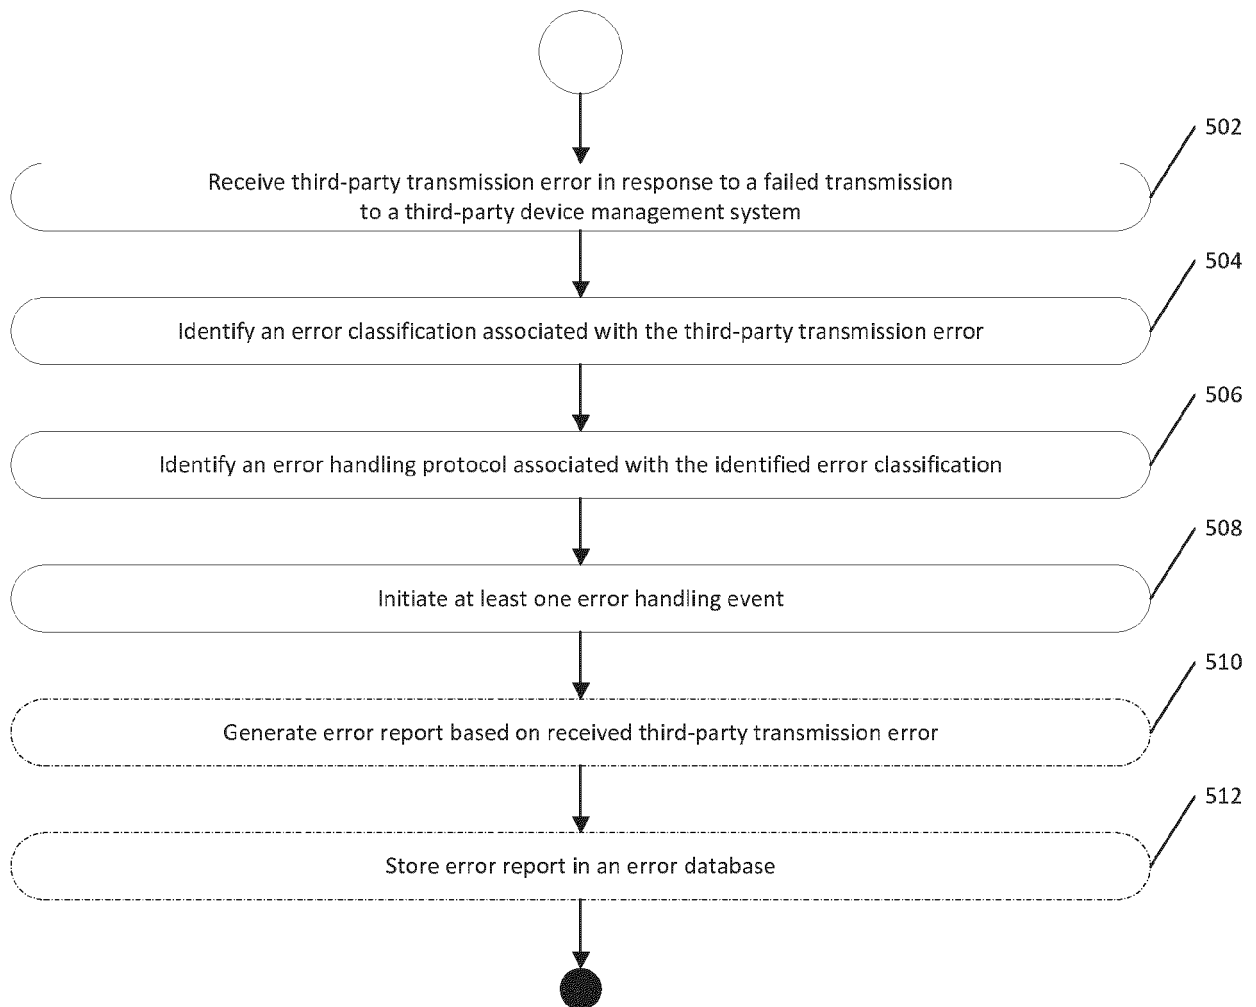 502
Receive third-party transmission error in response to a failed transmission
to a third-party device management system
504
Identify an error classification associated with the third-party transmission error
506
Identify an error handling protocol associated with the identified error classification
508
Initiate at least one error handling event
510
Generate error report based on received third-party transmission error
512
Store error report in an error database